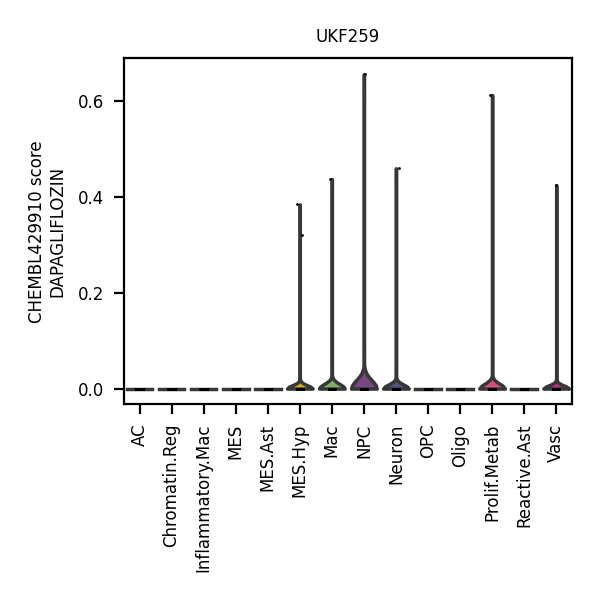 UKF259
CHEMBL429910 score
DAPAGLIFLOZIN
0.6
0.4
0.2
0.0
AC
Chromatin.Reg
Inflammatory.Mac
MES
MES.Ast
MES.Hyp
Mac
NPC
Neuron
OPC
Oligo
Prolif.Metab
Reactive.Ast
Vasc